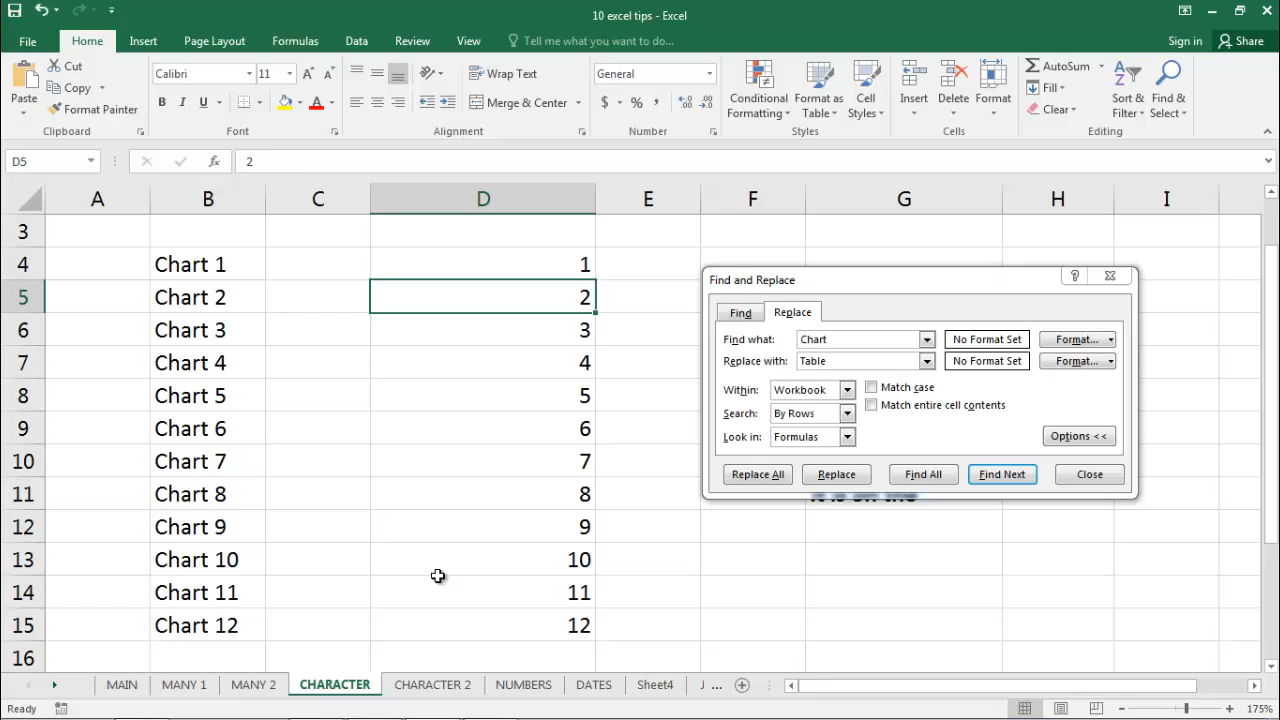 10 excel tips - Excel
File Home Insert Page Layout Formulas Data Review View Tell me what you want to do... Sign in Share
Cut
Copy
Format Painter
Paste
Clipboard
Calibri 11
B I U
Font
Wrap Text
Merge & Center
Alignment
General
$ % ,
Number
Conditional Formatting
Format as Table
Cell Styles
Styles
Insert Delete Format
Cells
AutoSum
Fill
Clear
Sort & Filter
Find & Select
Editing
D5 fx 2
A B C D E F G H I
3
4 Chart 1 1
5 Chart 2 2
6 Chart 3 3
7 Chart 4 4
8 Chart 5 5
9 Chart 6 6
10 Chart 7 7
11 Chart 8 8
12 Chart 9 9
13 Chart 10 10
14 Chart 11 11
15 Chart 12 12
16
Find and Replace
Find Replace
Find what: Chart No Format Set Format...
Replace with: Table No Format Set Format...
Within: Workbook Match case
Match entire cell contents
Search: By Rows
Look in: Formulas Options <<
Replace All Replace Find All Find Next Close
it is on the
MAIN MANY 1 MANY 2 CHARACTER CHARACTER 2 NUMBERS DATES Sheet4 J ...
Ready 175%